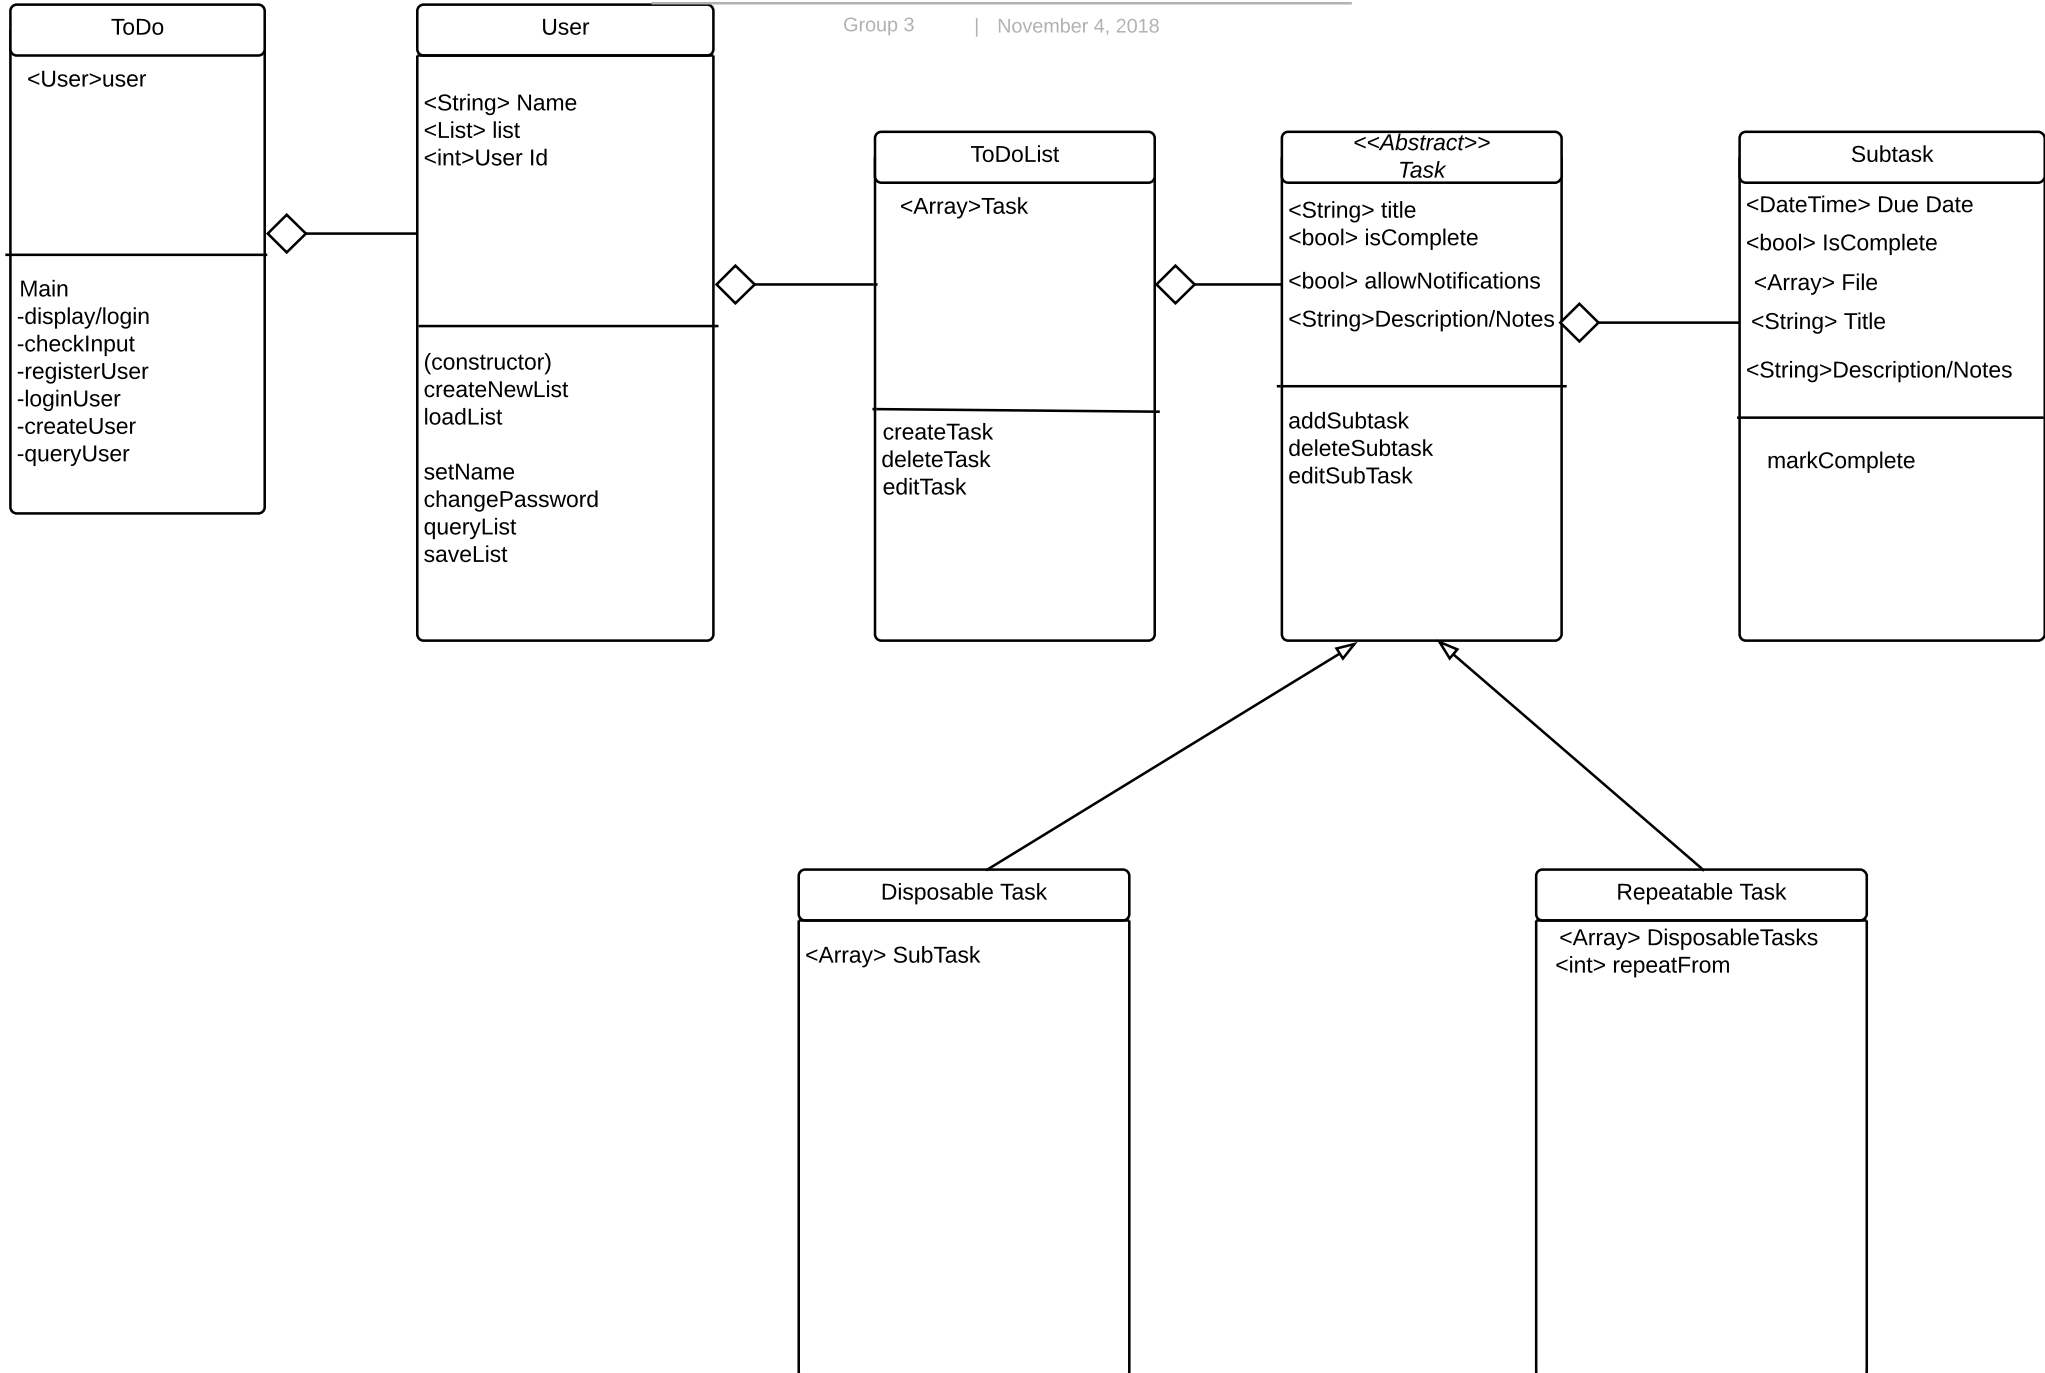 Group 3 | November 4, 2018
ToDo
<User>user
Main
-display/login
-checkInput
-registerUser
-loginUser
-createUser
-queryUser
User
<String> Name
<List> list
<int>User Id
(constructor)
createNewList
loadList
setName
changePassword
queryList
saveList
ToDoList
<Array>Task
createTask
deleteTask
editTask
<<Abstract>>
Task
<String> title
<bool> isComplete
<bool> allowNotifications
<String>Description/Notes
addSubtask
deleteSubtask
editSubTask
Subtask
<DateTime> Due Date
<bool> IsComplete
<Array> File
<String> Title
<String>Description/Notes
markComplete
Disposable Task
<Array> SubTask
Repeatable Task
<Array> DisposableTasks
<int> repeatFrom